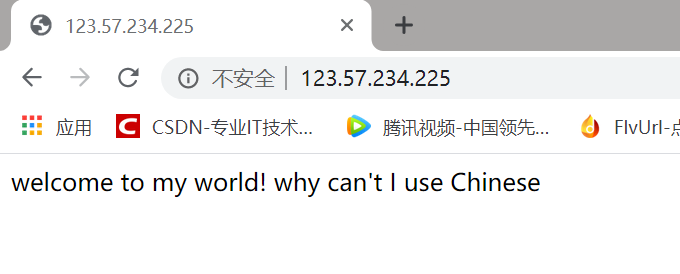 123.57.234.225
不安全 123.57.234.225
应用 CSDN-专业IT技术... 腾讯视频-中国领先... FlvUrl-点
welcome to my world! why can't I use Chinese